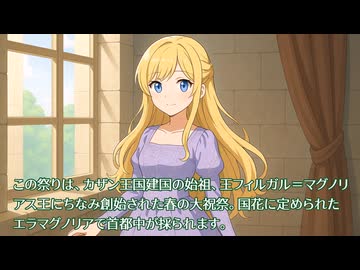 この祭りは、カザン王国建国の始祖、王フィルガル＝マグノリ
アス王にちなみ創始された春の大祝祭。国花に定められた
エラマグノリアで首都中が採られます。